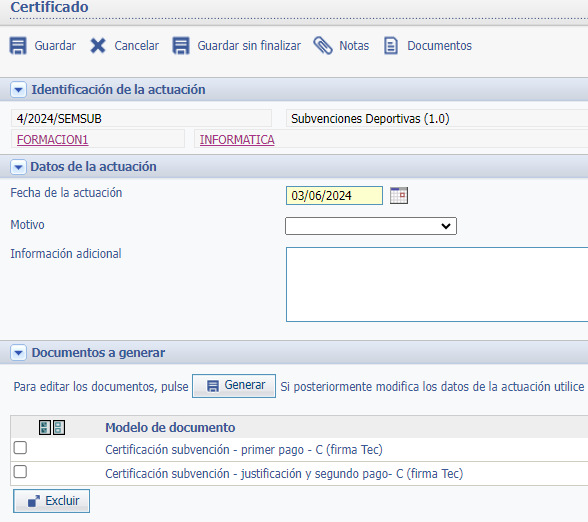 Certificado
Guardar Cancelar Guardar sin finalizar Notas Documentos
Identificación de la actuación
4/2024/SEMSUB Subvenciones Deportivas (1.0)
FORMACION1 INFORMATICA
Datos de la actuación
Fecha de la actuación 03/06/2024
Motivo
Información adicional
Documentos a generar
Para editar los documentos, pulse Generar Si posteriormente modifica los datos de la actuación utilice
Modelo de documento
Certificación subvención - primer pago - C (firma Tec)
Certificación subvención - justificación y segundo pago- C (firma Tec)
Excluir